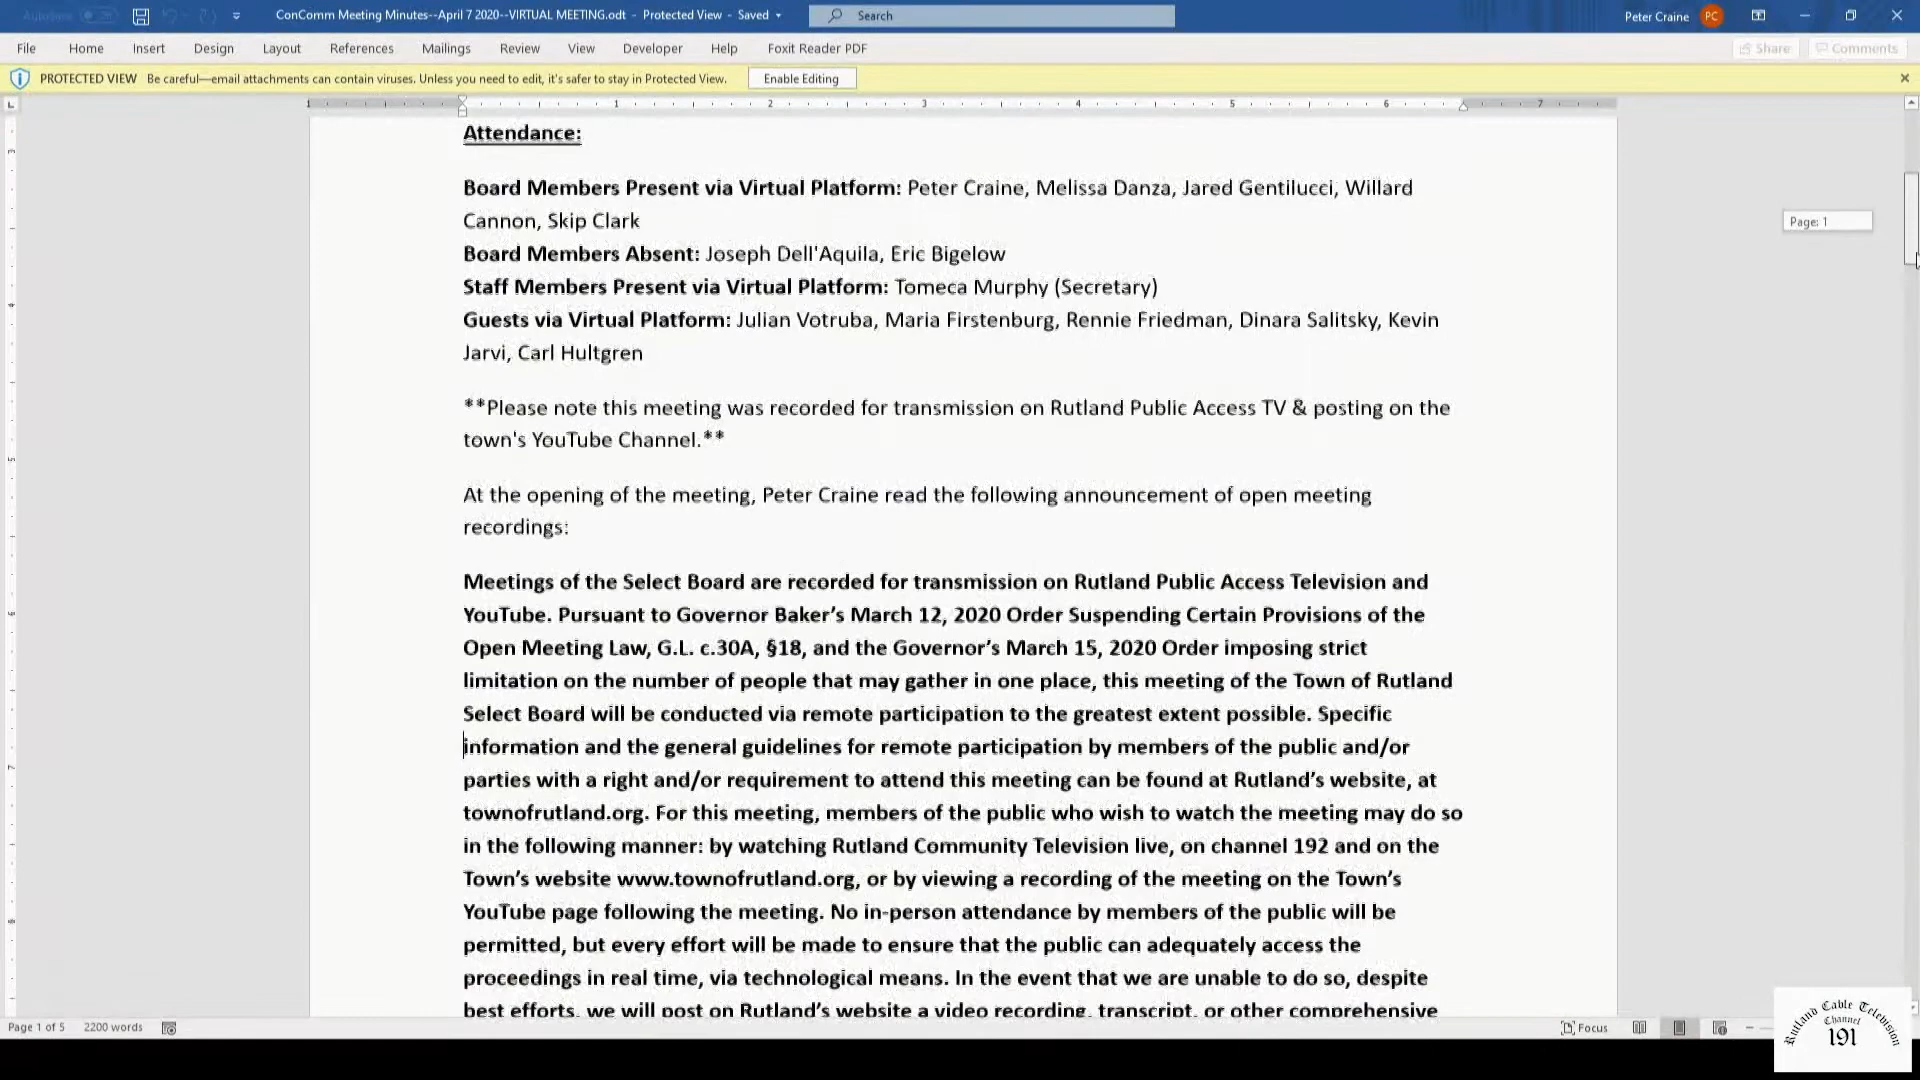 AutoSave Off
ConComm Meeting Minutes--April 7 2020--VIRTUAL MEETING.odt - Protected View - Saved
Search
Peter Craine PC
File Home Insert Design Layout References Mailings Review View Developer Help Foxit Reader PDF Share Comments
PROTECTED VIEW Be careful—email attachments can contain viruses. Unless you need to edit, it's safer to stay in Protected View. Enable Editing
1 1 2 3 4 5 6 7
Attendance:
Board Members Present via Virtual Platform: Peter Craine, Melissa Danza, Jared Gentilucci, Willard
Cannon, Skip Clark
Page: 1
Board Members Absent: Joseph Dell'Aquila, Eric Bigelow
Staff Members Present via Virtual Platform: Tomeca Murphy (Secretary)
Guests via Virtual Platform: Julian Votruba, Maria Firstenburg, Rennie Friedman, Dinara Salitsky, Kevin
Jarvi, Carl Hultgren
**Please note this meeting was recorded for transmission on Rutland Public Access TV & posting on the
town's YouTube Channel.**
At the opening of the meeting, Peter Craine read the following announcement of open meeting
recordings:
Meetings of the Select Board are recorded for transmission on Rutland Public Access Television and
YouTube. Pursuant to Governor Baker’s March 12, 2020 Order Suspending Certain Provisions of the
Open Meeting Law, G.L. c.30A, §18, and the Governor’s March 15, 2020 Order imposing strict
limitation on the number of people that may gather in one place, this meeting of the Town of Rutland
Select Board will be conducted via remote participation to the greatest extent possible. Specific
information and the general guidelines for remote participation by members of the public and/or
parties with a right and/or requirement to attend this meeting can be found at Rutland’s website, at
townofrutland.org. For this meeting, members of the public who wish to watch the meeting may do so
in the following manner: by watching Rutland Community Television live, on channel 192 and on the
Town’s website www.townofrutland.org, or by viewing a recording of the meeting on the Town’s
YouTube page following the meeting. No in-person attendance by members of the public will be
permitted, but every effort will be made to ensure that the public can adequately access the
proceedings in real time, via technological means. In the event that we are unable to do so, despite
best efforts, we will post on Rutland’s website a video recording, transcript, or other comprehensive
Page 1 of 5 2200 words Focus
Rutland Cable Television
Channel
191